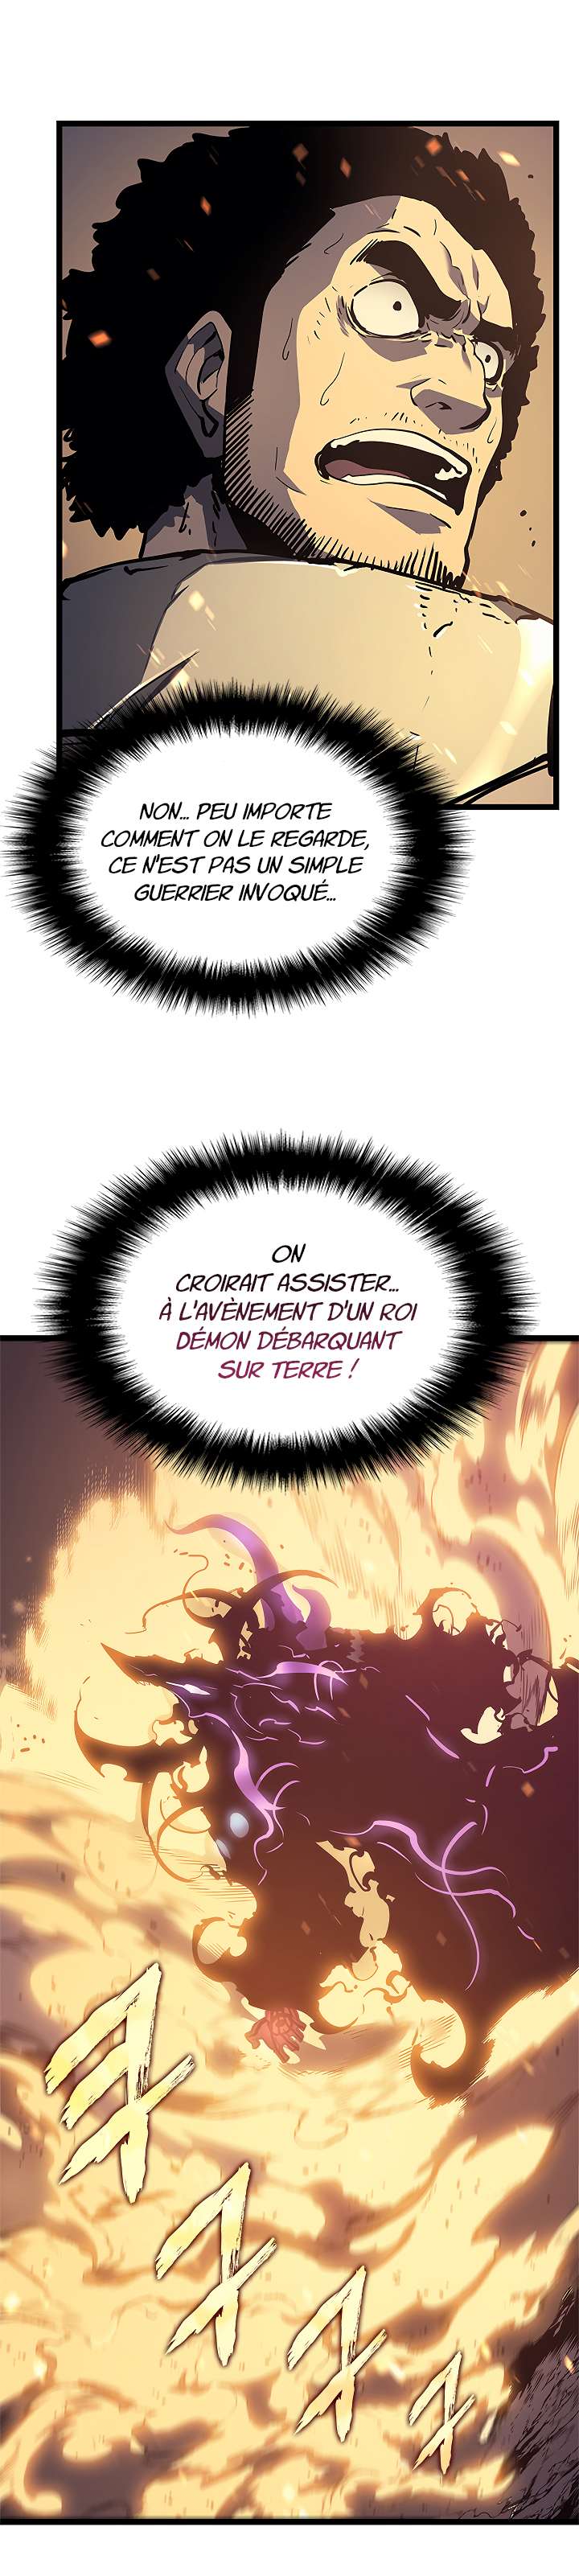 NON... PEU IMPORTE
COMMENT ON LE REGARDE,
CE N'EST PAS UN SIMPLE
GUERRIER INVOQUÉ...
ON
CROIRAIT ASSISTER...
À L'AVÈNEMENT D'UN ROI
DÉMON DÉBARQUANT
SUR TERRE !